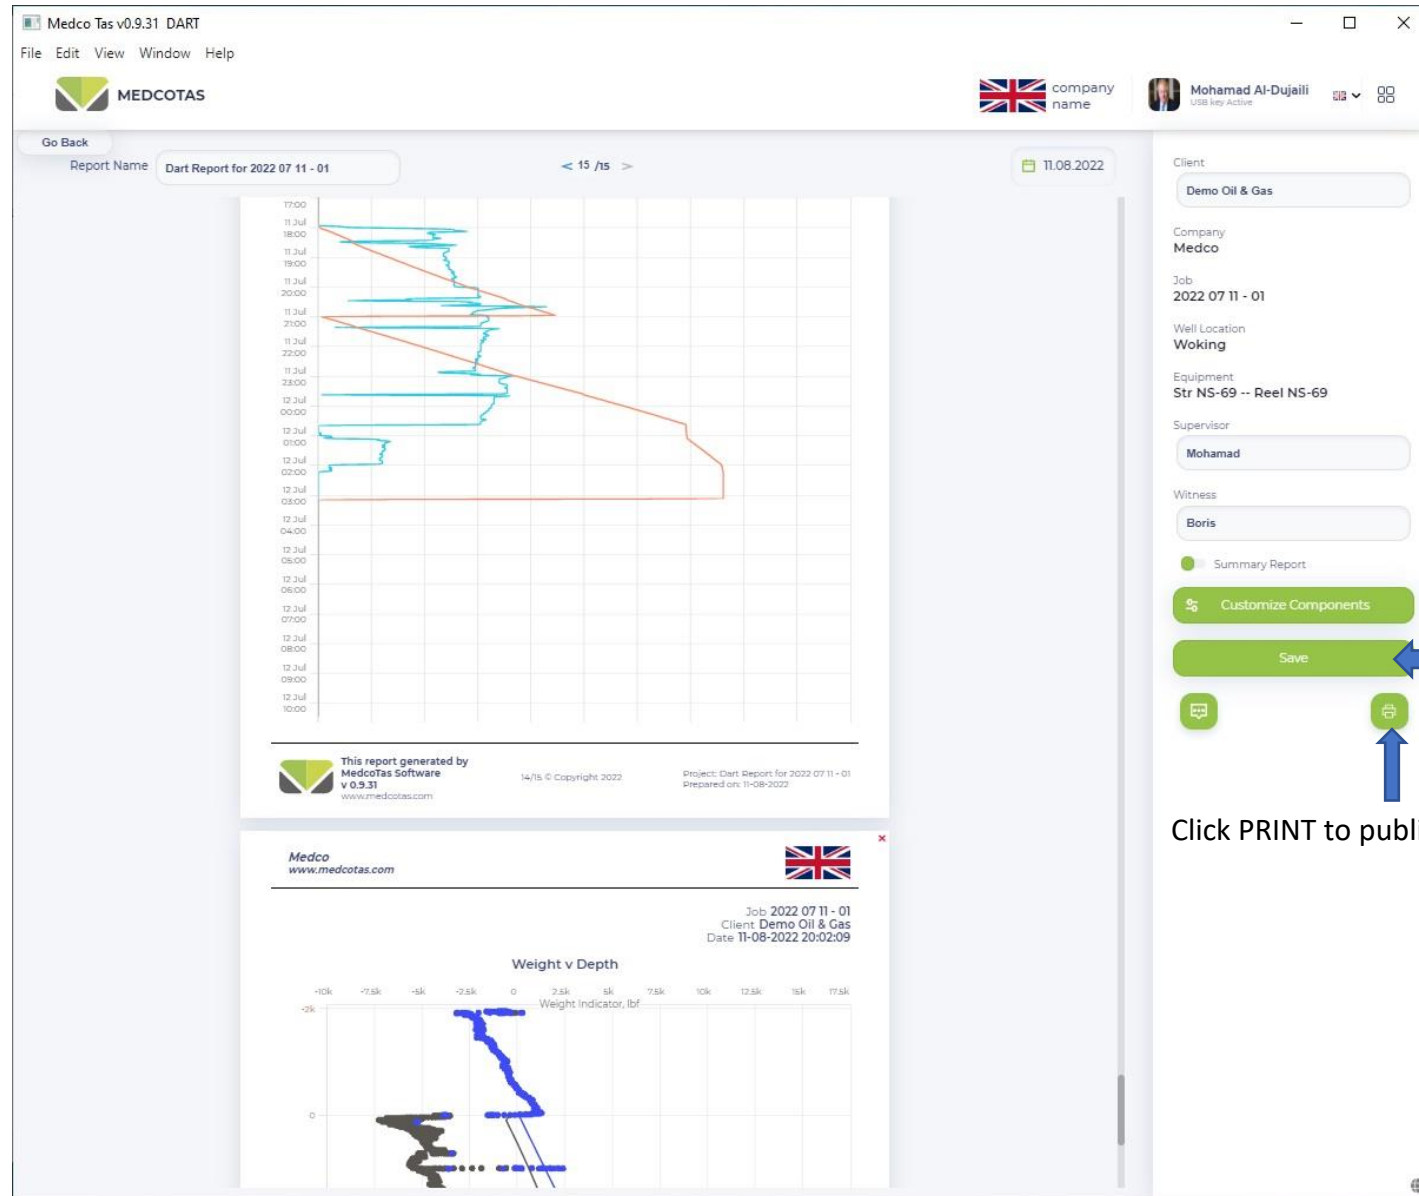 Medco Tas v0.9.31 DART
File Edit View Window Help
MEDCOTAS
company
name
Mohamad Al-Dujaili
USB key Active
Go Back
Report Name
Dart Report for 2022 07 11 - 01
< 15 /15 >
11.08.2022
17:00
11 Jul
18:00
11 Jul
19:00
11 Jul
20:00
11 Jul
21:00
11 Jul
22:00
11 Jul
23:00
12 Jul
00:00
12 Jul
01:00
12 Jul
02:00
12 Jul
03:00
12 Jul
04:00
12 Jul
05:00
12 Jul
06:00
12 Jul
07:00
12 Jul
08:00
12 Jul
09:00
12 Jul
10:00
This report generated by
MedcoTas Software
v 0.9.31
www.medcotas.com
14/15 © Copyright 2022
Project: Dart Report for 2022 07 11 - 01
Prepared on: 11-08-2022
Medco
www.medcotas.com
Job 2022 07 11 - 01
Client Demo Oil & Gas
Date 11-08-2022 20:02:09
Weight v Depth
-10k -7.5k -5k -2.5k 0 2.5k 5k 7.5k 10k 12.5k 15k 17.5k
Weight Indicator, lbf
-2k
0
Client
Demo Oil & Gas
Company
Medco
Job
2022 07 11 - 01
Well Location
Woking
Equipment
Str NS-69 -- Reel NS-69
Supervisor
Mohamad
Witness
Boris
Summary Report
Customize Components
Save
Click PRINT to publi